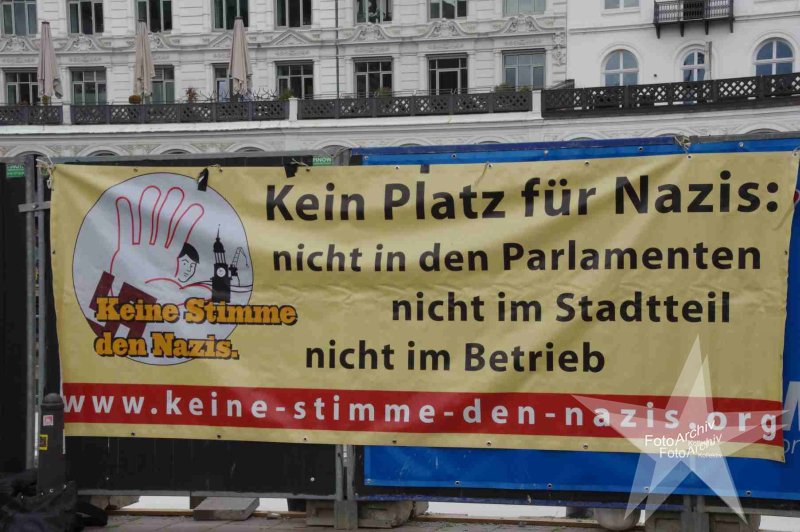 Kein Platz für Nazis:
nicht in den Parlamenten
nicht im Stadtteil
nicht im Betrieb
Keine Stimme
den Nazis.
www.keine-stimme-den-nazis.org
FotoArchiv
FotoArchiv